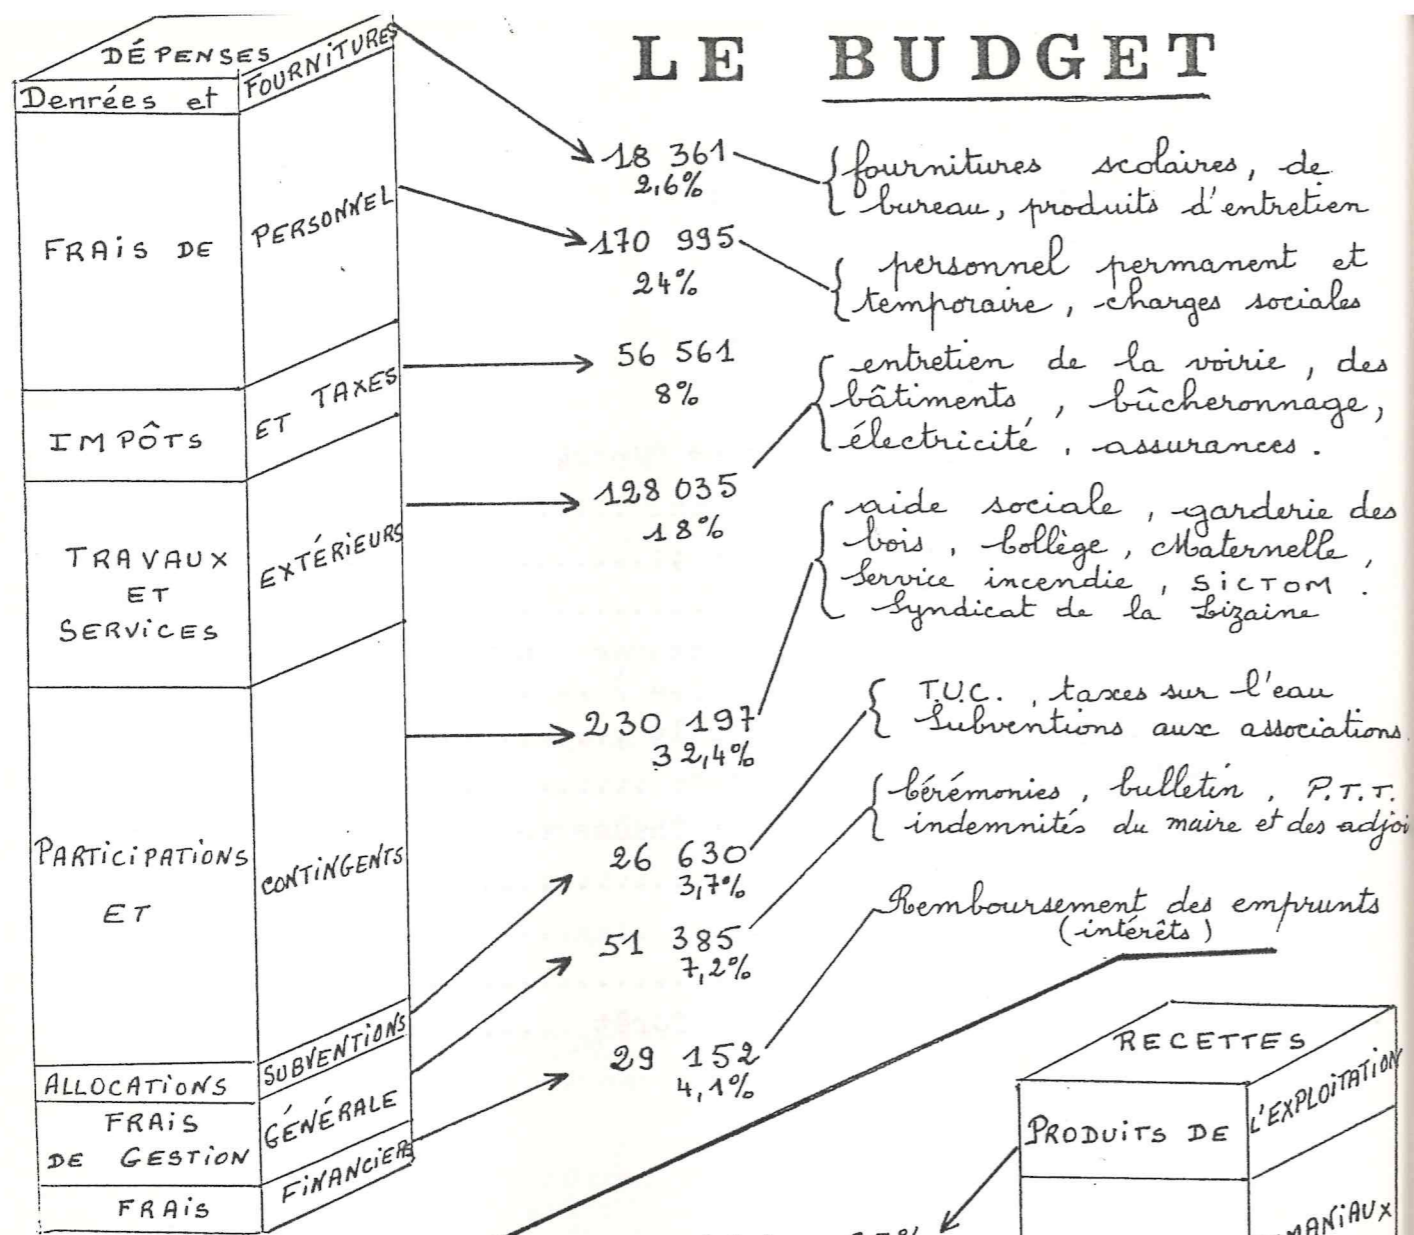 LE BUDGET
DÉPENSES
Denrées et FOURNITURES
18 361
2,6%
fournitures scolaires, de
bureau, produits d'entretien
FRAIS DE PERSONNEL
170 995
24%
personnel permanent et
temporaire, charges sociales
IMPÔTS ET TAXES
56 561
8%
TRAVAUX
ET
SERVICES
EXTÉRIEURS
128 035
18%
entretien de la voirie, des
bâtiments, bûcheronnage,
électricité, assurances.
PARTICIPATIONS
ET
CONTINGENTS
230 197
32,4%
aide sociale, garderie des
bois, Collège, Maternelle,
Service incendie, SICTOM.
Syndicat de la Lizaine
ALLOCATIONS SUBVENTIONS
26 630
3,7%
T.U.C., taxes sur l'eau
Subventions aux associations
FRAIS
DE GESTION
GÉNÉRALE
51 385
7,2%
Cérémonies, bulletin, P.T.T.
indemnités du maire et des adjoi
FRAIS FINANCIERS
29 152
4,1%
Remboursement des emprunts
(intérêts)
RECETTES
PRODUITS DE L'EXPLOITATION
MANIAUX